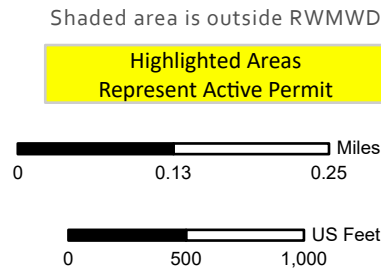 Shaded area is outside RWMWD
Highlighted Areas
Represent Active Permit
Miles
0 0.13 0.25
US Feet
0 500 1,000